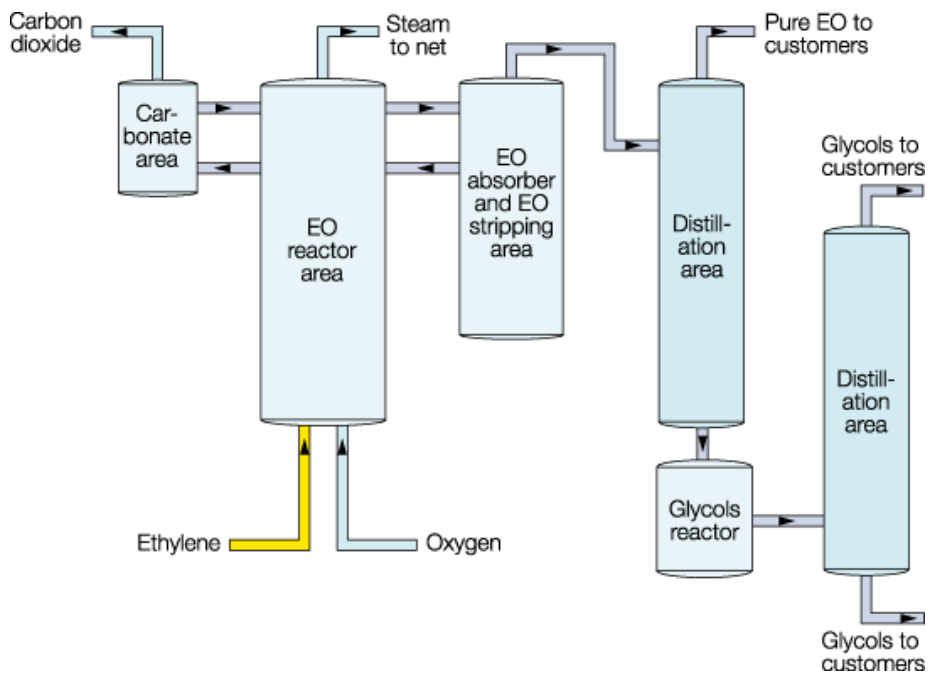 Carbon
dioxide
Steam
to net
Pure EO to
customers
Car-
bonate
area
EO
reactor
area
EO
absorber
and EO
stripping
area
Distill-
ation
area
Glycols to
customers
Distill-
ation
area
Glycols
reactor
Ethylene
Oxygen
Glycols to
customers